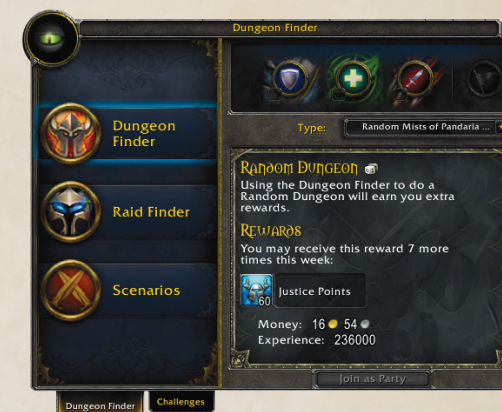 Dungeon Finder
Dungeon
Finder
Raid Finder
Scenarios
Type:
Random Mists of Pandaria ...
Random Dungeon
Using the Dungeon Finder to do a
Random Dungeon will earn you extra
rewards.
Rewards
You may receive this reward 7 more
times this week:
60
Justice Points
Money: 16 54
Experience: 236000
Join as Party
Dungeon Finder
Challenges